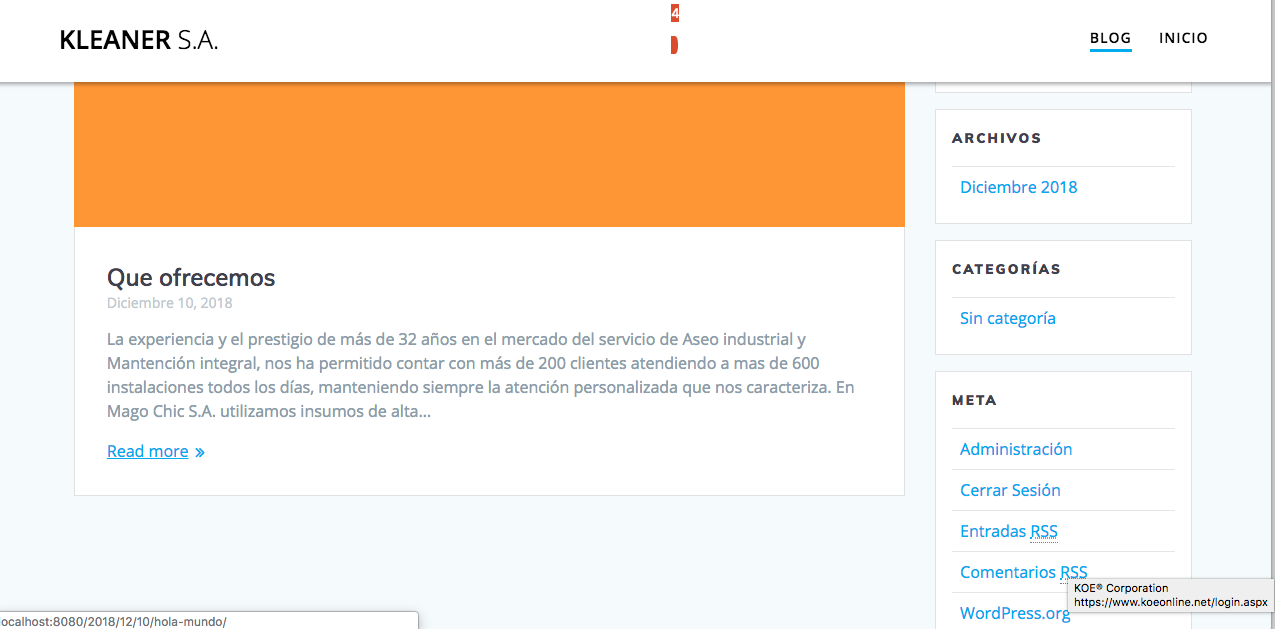 4
KLEANER S.A.
BLOG INICIO
ARCHIVOS
Diciembre 2018
CATEGORÍAS
Sin categoría
Que ofrecemos
Diciembre 10, 2018
La experiencia y el prestigio de más de 32 años en el mercado del servicio de Aseo industrial y
Mantención integral, nos ha permitido contar con más de 200 clientes atendiendo a mas de 600
instalaciones todos los días, manteniendo siempre la atención personalizada que nos caracteriza. En
Mago Chic S.A. utilizamos insumos de alta...
Read more »
META
Administración
Cerrar Sesión
Entradas RSS
Comentarios RSS
WordPress.org
KOE® Corporation
https://www.koeonline.net/login.aspx
ocalhost:8080/2018/12/10/hola-mundo/